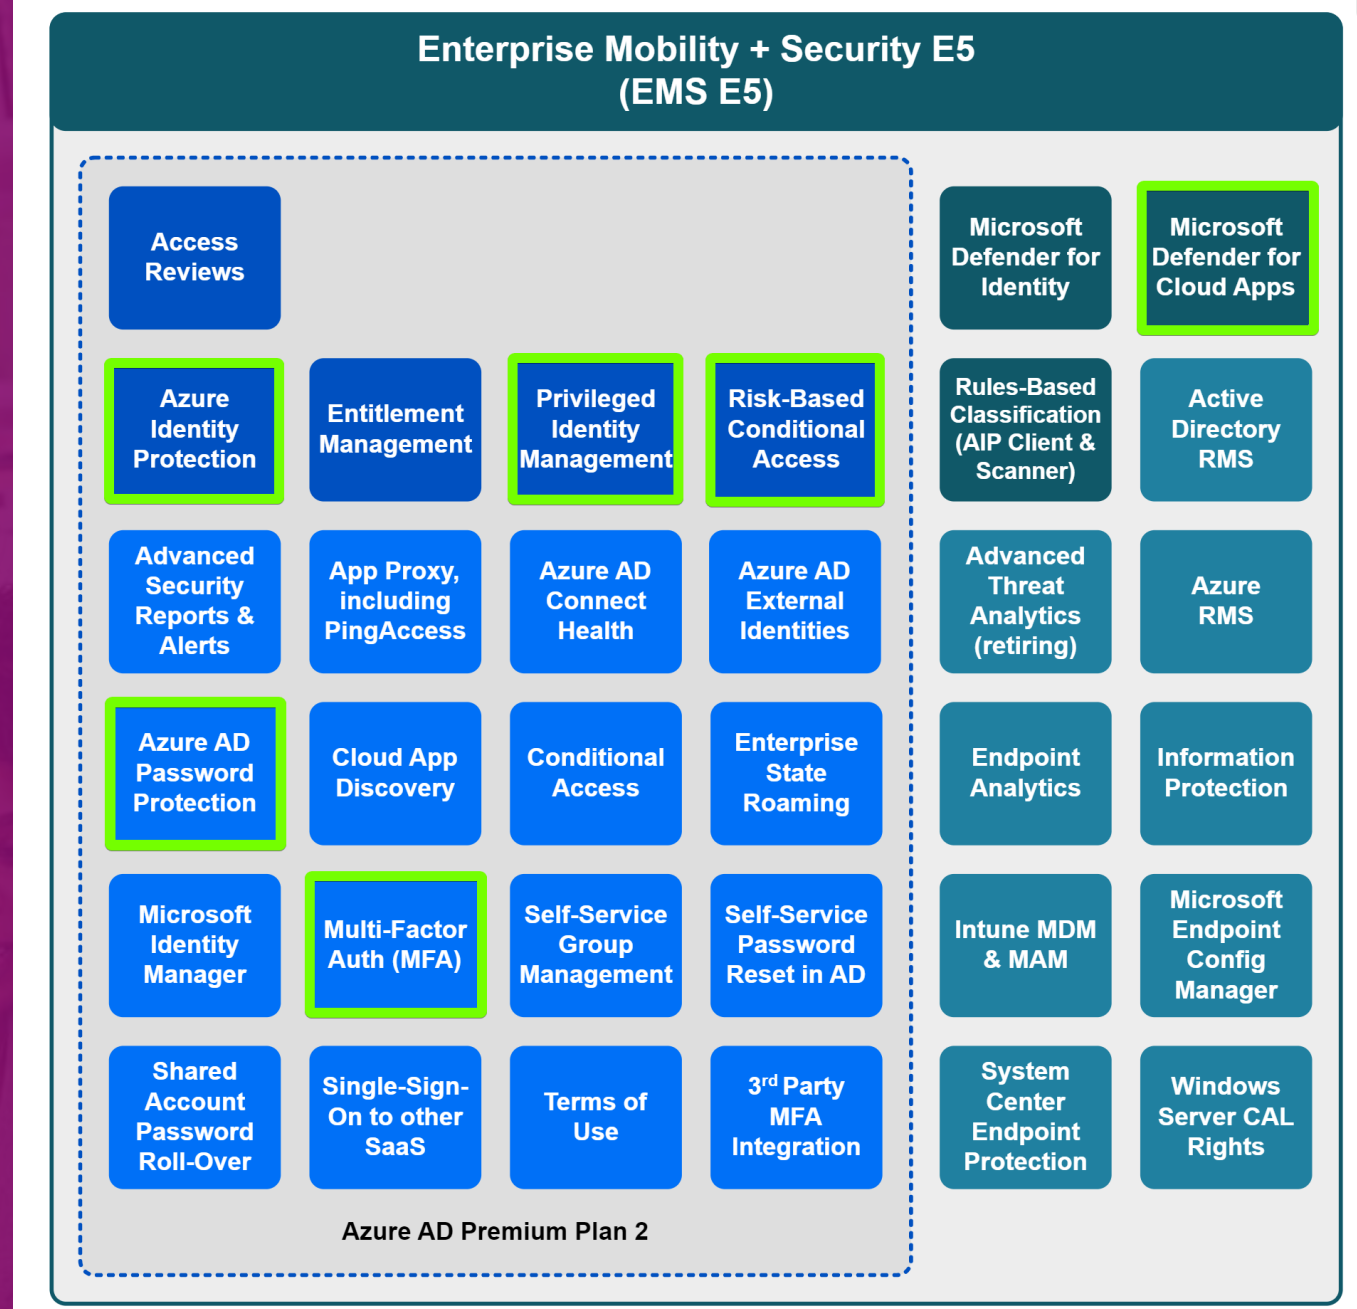 Enterprise Mobility + Security E5
(EMS E5)
Access
Reviews
Microsoft
Defender for
Identity
Microsoft
Defender for
Cloud Apps
Azure
Identity
Protection
Entitlement
Management
Privileged
Identity
Management
Risk-Based
Conditional
Access
Rules-Based
Classification
(AIP Client &
Scanner)
Active
Directory
RMS
Advanced
Security
Reports &
Alerts
App Proxy,
including
PingAccess
Azure AD
Connect
Health
Azure AD
External
Identities
Advanced
Threat
Analytics
(retiring)
Azure
RMS
Azure AD
Password
Protection
Cloud App
Discovery
Conditional
Access
Enterprise
State
Roaming
Endpoint
Analytics
Information
Protection
Microsoft
Identity
Manager
Multi-Factor
Auth (MFA)
Self-Service
Group
Management
Self-Service
Password
Reset in AD
Intune MDM
& MAM
Microsoft
Endpoint
Config
Manager
Shared
Account
Password
Roll-Over
Single-Sign-
On to other
SaaS
Terms of
Use
3rd Party
MFA
Integration
System
Center
Endpoint
Protection
Windows
Server CAL
Rights
Azure AD Premium Plan 2